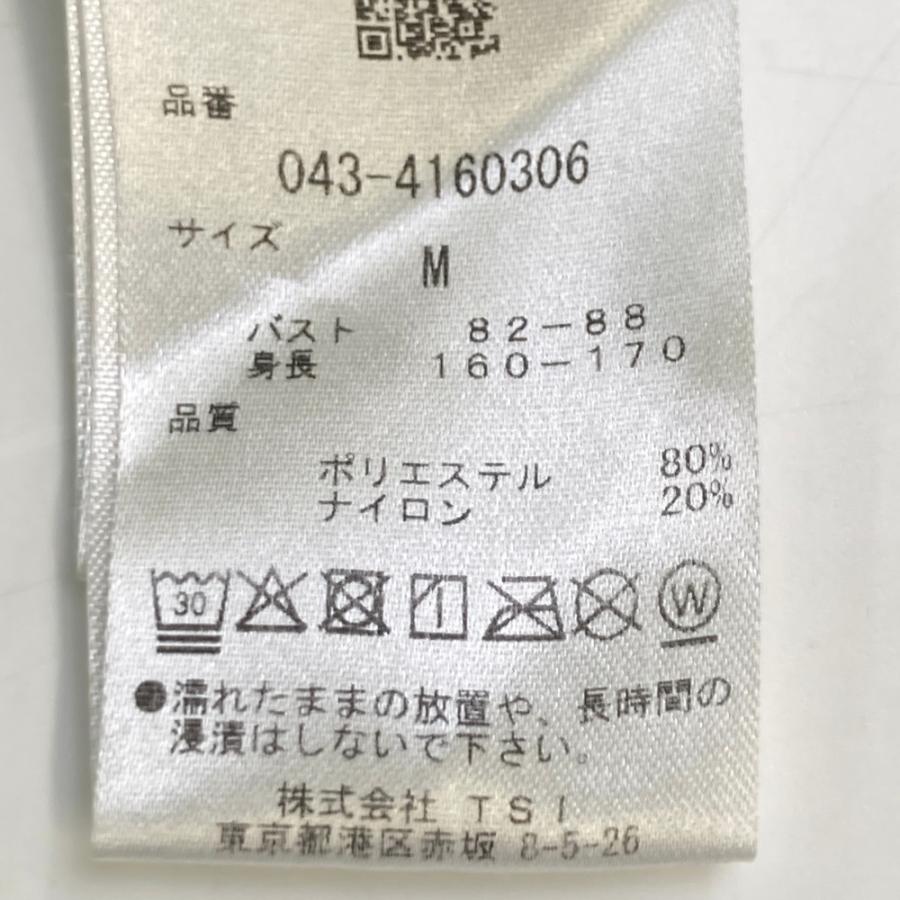 品番
043-4160306
サイズ
M
バスト 82-88
身長 160-170
品質
ポリエステル 80%
ナイロン 20%
30
W
●濡れたままの放置や、長時間の
浸漬はしないで下さい。
株式会社 TSI
東京都港区赤坂 8-5-26